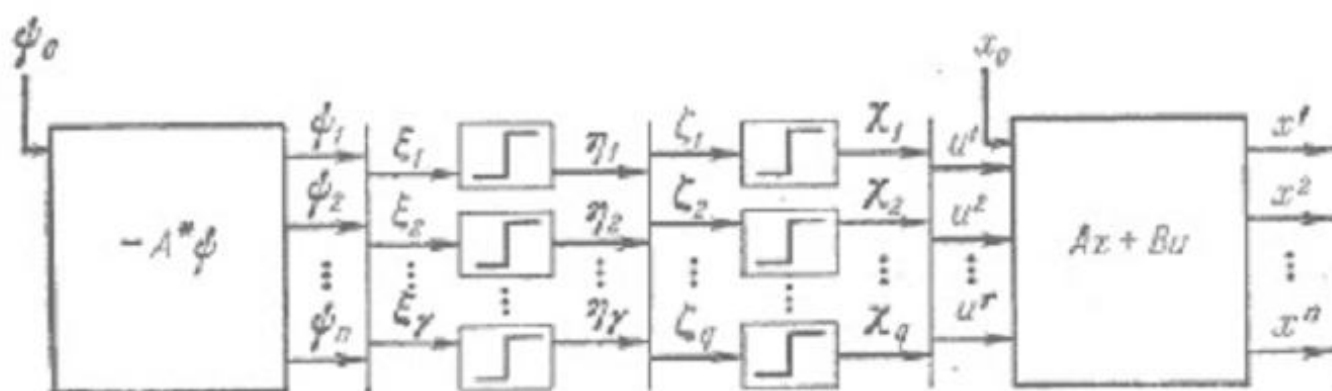 ψ₀
x₀
ψ₁ ξ₁ η₁ ζ₁ χ₁ u¹ x¹
ψ₂ ξ₂ η₂ ζ₂ χ₂ u² x²
−A*ψ
Ax + Bu
ψₙ ξᵧ ηᵧ ζ_q χ_q uʳ xⁿ